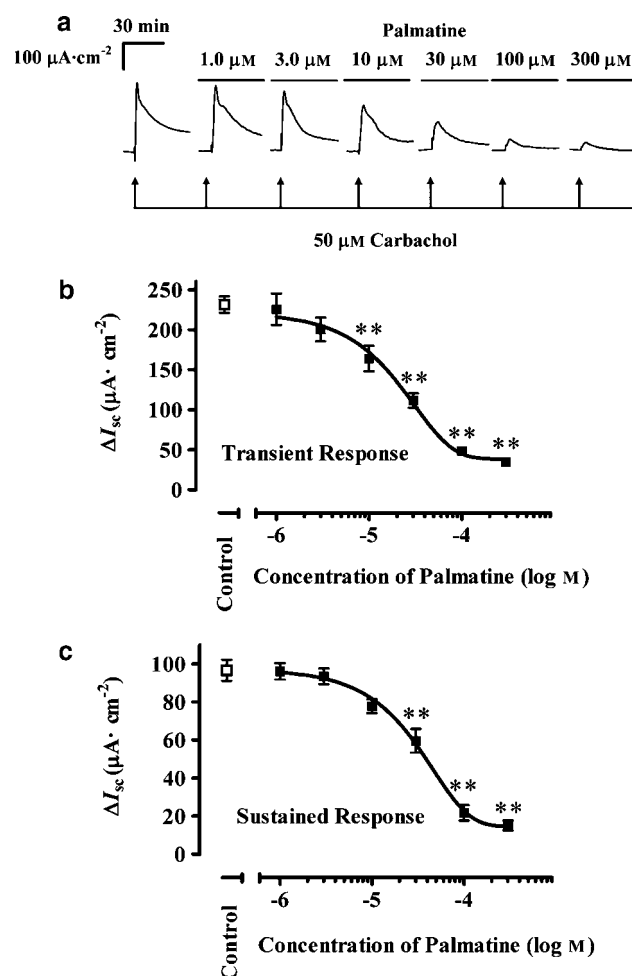 a
30 min
100 µA·cm-2
Palmatine
1.0 µM 3.0 µM 10 µM 30 µM 100 µM 300 µM
50 µM Carbachol
b
ΔIsc (µA· cm-2)
250
200
150
100
50
0
**
**
**
**
Transient Response
Control
-6 -5 -4
Concentration of Palmatine (log M)
c
ΔIsc (µA· cm-2)
100
80
60
40
20
0
**
**
**
Sustained Response
Control
-6 -5 -4
Concentration of Palmatine (log M)